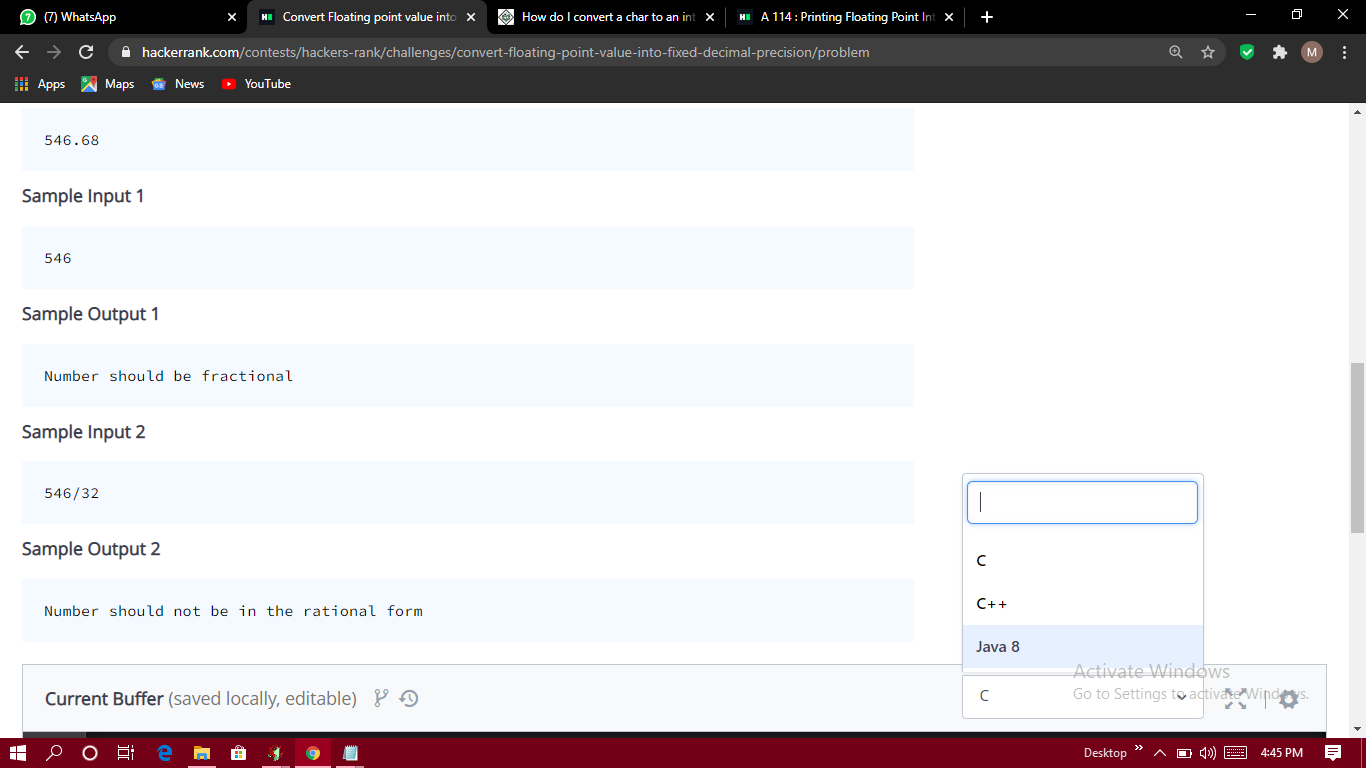 (7) WhatsApp
Convert Floating point value into
How do I convert a char to an int
A 114 : Printing Floating Point Int
hackerrank.com/contests/hackers-rank/challenges/convert-floating-point-value-into-fixed-decimal-precision/problem
M
Apps
Maps
News
YouTube
546.68
Sample Input 1
546
Sample Output 1
Number should be fractional
Sample Input 2
546/32
Sample Output 2
Number should not be in the rational form
C
C++
Java 8
Activate Windows
Go to Settings to activate Windows.
Current Buffer (saved locally, editable)
C
Desktop
4:45 PM